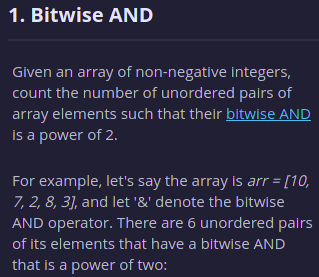 1. Bitwise AND
Given an array of non-negative integers,
count the number of unordered pairs of
array elements such that their bitwise AND
is a power of 2.
For example, let's say the array is arr = [10,
7, 2, 8, 3], and let '&' denote the bitwise
AND operator. There are 6 unordered pairs
of its elements that have a bitwise AND
that is a power of two: